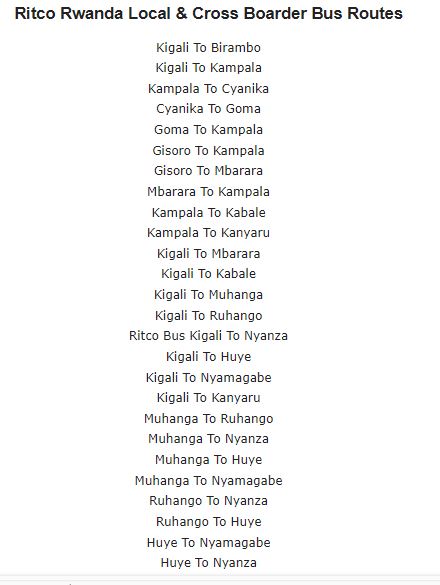 Ritco Rwanda Local & Cross Boarder Bus Routes
Kigali To Birambo
Kigali To Kampala
Kampala To Cyanika
Cyanika To Goma
Goma To Kampala
Gisoro To Kampala
Gisoro To Mbarara
Mbarara To Kampala
Kampala To Kabale
Kampala To Kanyaru
Kigali To Mbarara
Kigali To Kabale
Kigali To Muhanga
Kigali To Ruhango
Ritco Bus Kigali To Nyanza
Kigali To Huye
Kigali To Nyamagabe
Kigali To Kanyaru
Muhanga To Ruhango
Muhanga To Nyanza
Muhanga To Huye
Muhanga To Nyamagabe
Ruhango To Nyanza
Ruhango To Huye
Huye To Nyamagabe
Huye To Nyanza